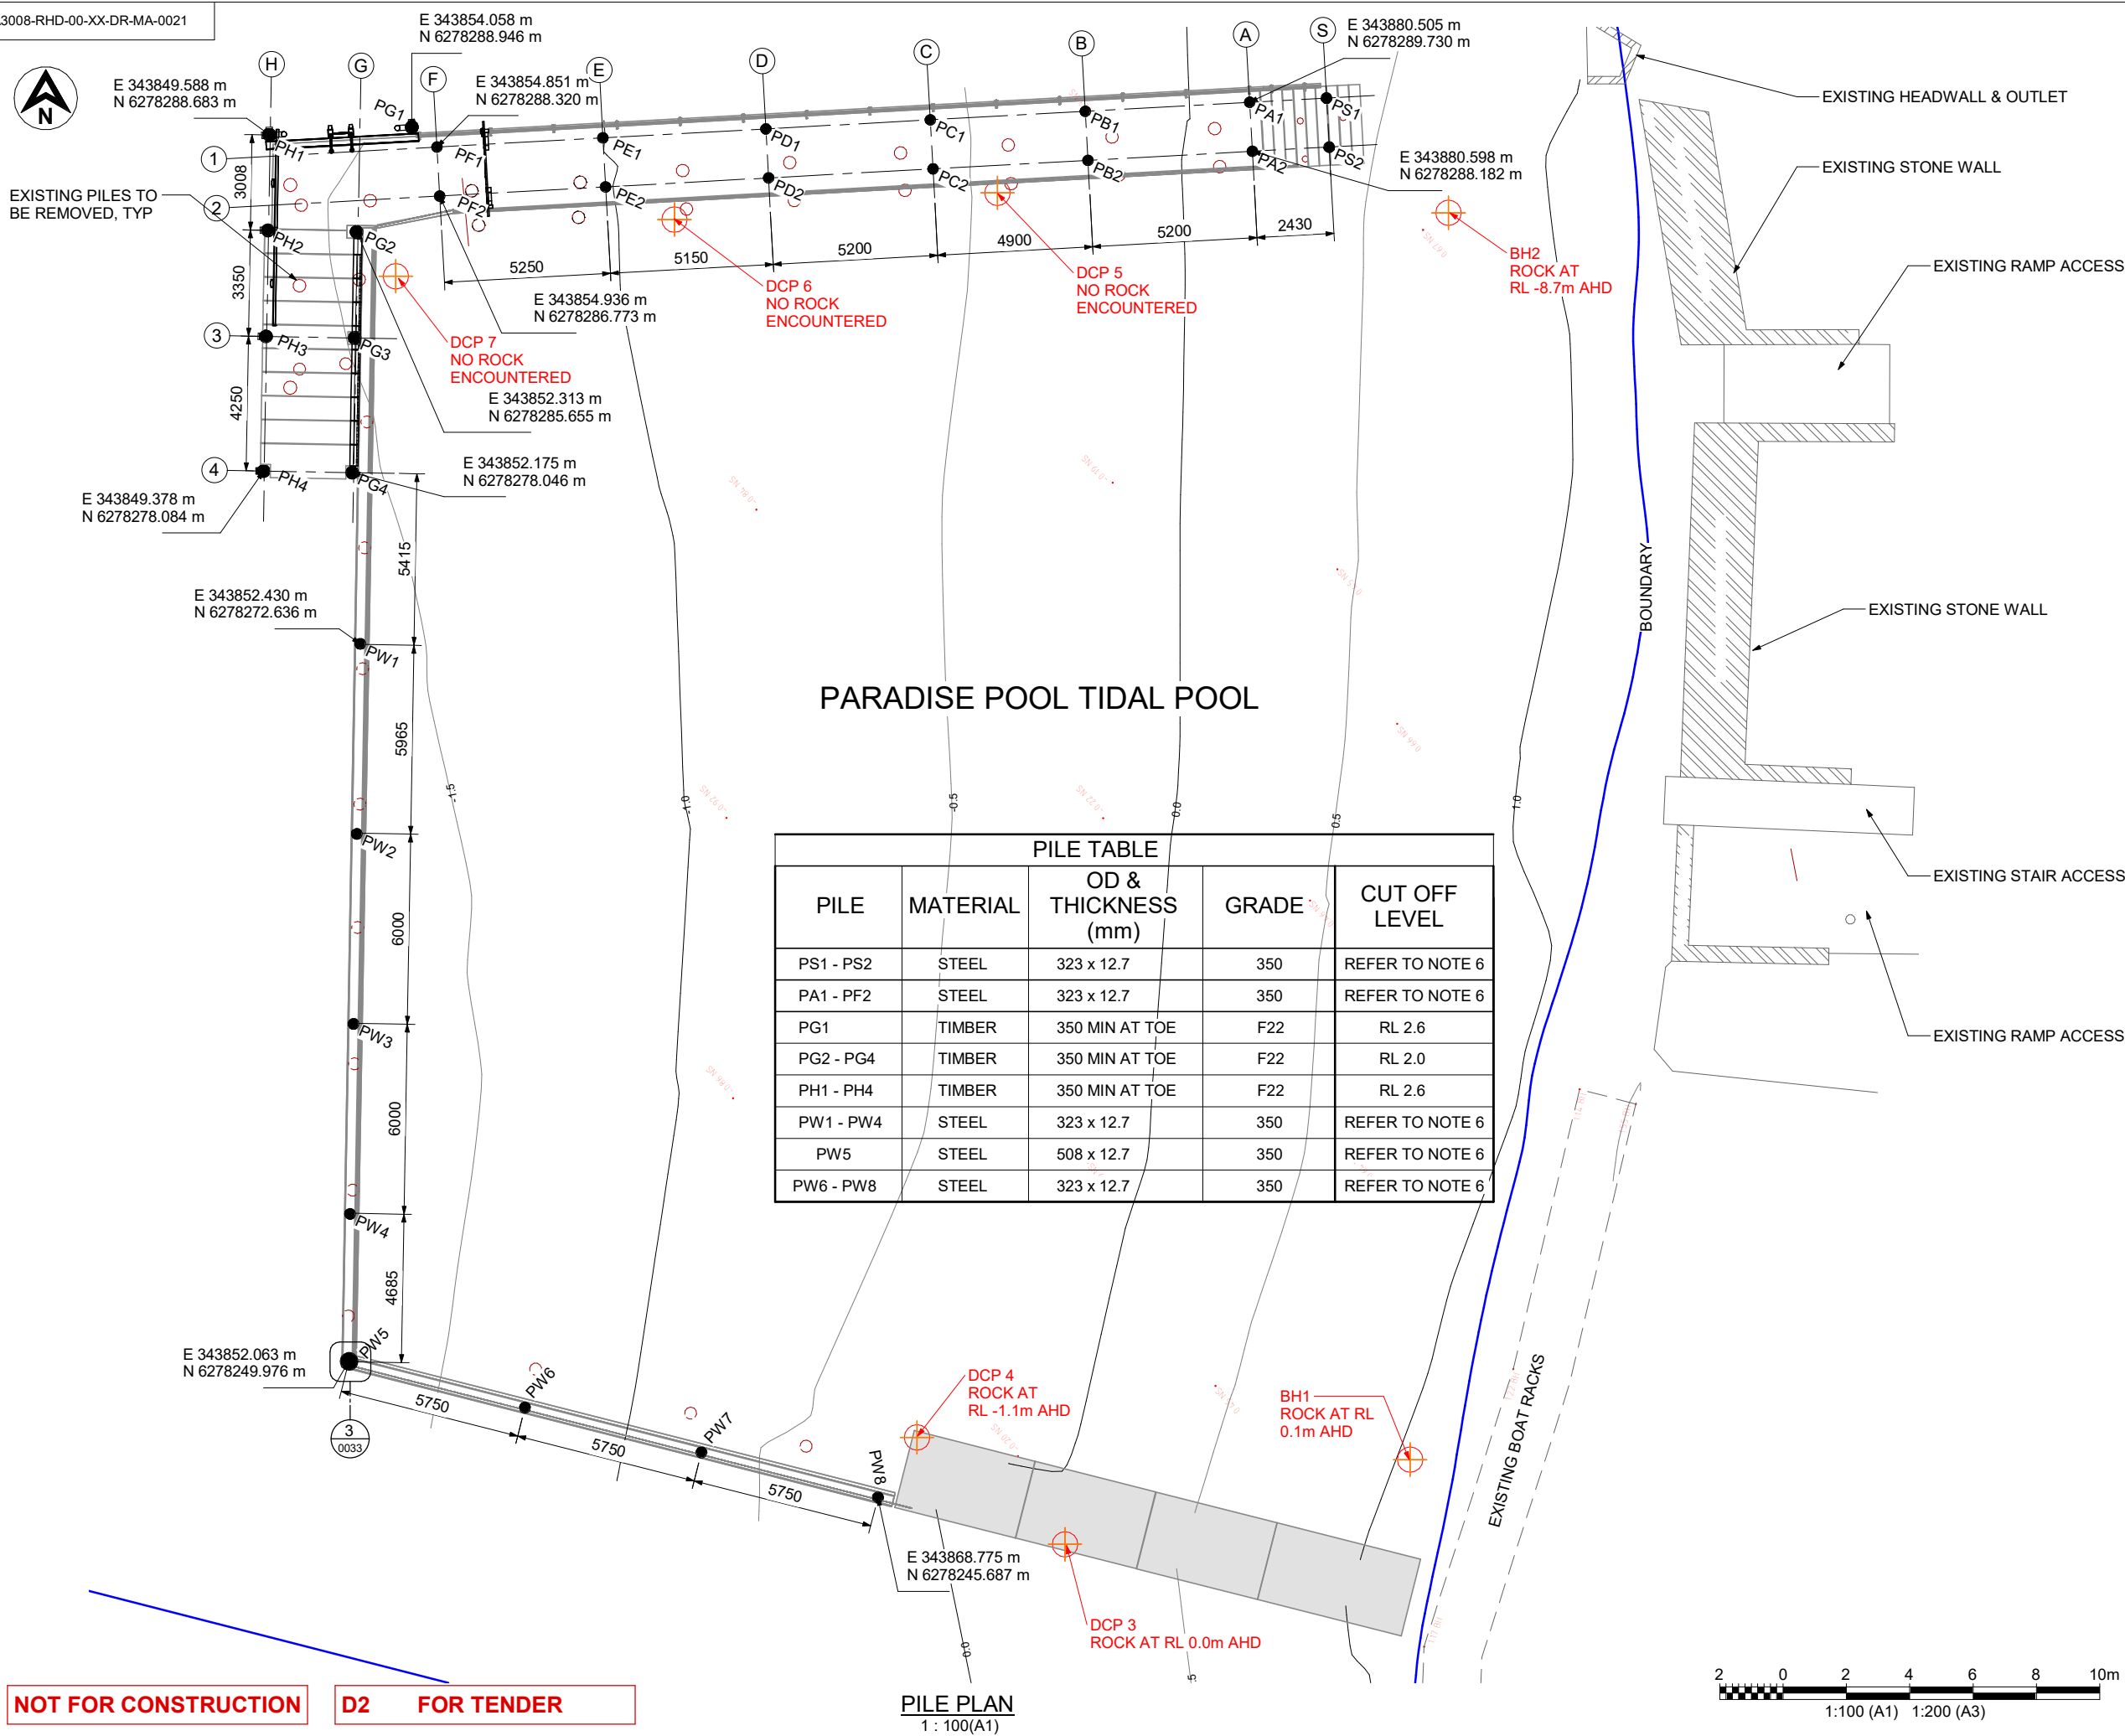 3008-RHD-00-XX-DR-MA-0021
N
E 343854.058 m
N 6278288.946 m
E 343880.505 m
N 6278289.730 m
H
G
F
E
D
C
B
A
S
E 343849.588 m
N 6278288.683 m
E 343854.851 m
N 6278288.320 m
PG1
PH1
PF1
PE1
PD1
PC1
PB1
PA1
PS1
1
3008
EXISTING PILES TO
BE REMOVED, TYP
2
PF2
PE2
PD2
PC2
PB2
PA2
PS2
E 343880.598 m
N 6278288.182 m
PH2
PG2
5250
5150
5200
4900
5200
2430
3350
DCP 7
NO ROCK
ENCOUNTERED
DCP 6
NO ROCK
ENCOUNTERED
DCP 5
NO ROCK
ENCOUNTERED
BH2
ROCK AT
RL -8.7m AHD
E 343854.936 m
N 6278286.773 m
3
PH3
PG3
4250
E 343852.313 m
N 6278285.655 m
4
PH4
PG4
E 343852.175 m
N 6278278.046 m
E 343849.378 m
N 6278278.084 m
5415
E 343852.430 m
N 6278272.636 m
PW1
5965
PW2
6000
PW3
6000
PW4
4685
E 343852.063 m
N 6278249.976 m
PW5
3
0033
5750
PW6
5750
PW7
5750
PW8
E 343868.775 m
N 6278245.687 m
PARADISE POOL TIDAL POOL
-1.5
-1.0
-0.5
0.0
0.5
1.0
PILE TABLE
PILE MATERIAL OD & THICKNESS (mm) GRADE CUT OFF LEVEL
PS1 - PS2 STEEL 323 x 12.7 350 REFER TO NOTE 6
PA1 - PF2 STEEL 323 x 12.7 350 REFER TO NOTE 6
PG1 TIMBER 350 MIN AT TOE F22 RL 2.6
PG2 - PG4 TIMBER 350 MIN AT TOE F22 RL 2.0
PH1 - PH4 TIMBER 350 MIN AT TOE F22 RL 2.6
PW1 - PW4 STEEL 323 x 12.7 350 REFER TO NOTE 6
PW5 STEEL 508 x 12.7 350 REFER TO NOTE 6
PW6 - PW8 STEEL 323 x 12.7 350 REFER TO NOTE 6
DCP 4
ROCK AT
RL -1.1m AHD
BH1
ROCK AT RL
0.1m AHD
DCP 3
ROCK AT RL 0.0m AHD
0.0
BOUNDARY
EXISTING BOAT RACKS
EXISTING HEADWALL & OUTLET
EXISTING STONE WALL
EXISTING RAMP ACCESS
EXISTING STONE WALL
EXISTING STAIR ACCESS
EXISTING RAMP ACCESS
NOT FOR CONSTRUCTION
D2 FOR TENDER
PILE PLAN
1 : 100(A1)
2 0 2 4 6 8 10m
1:100 (A1) 1:200 (A3)